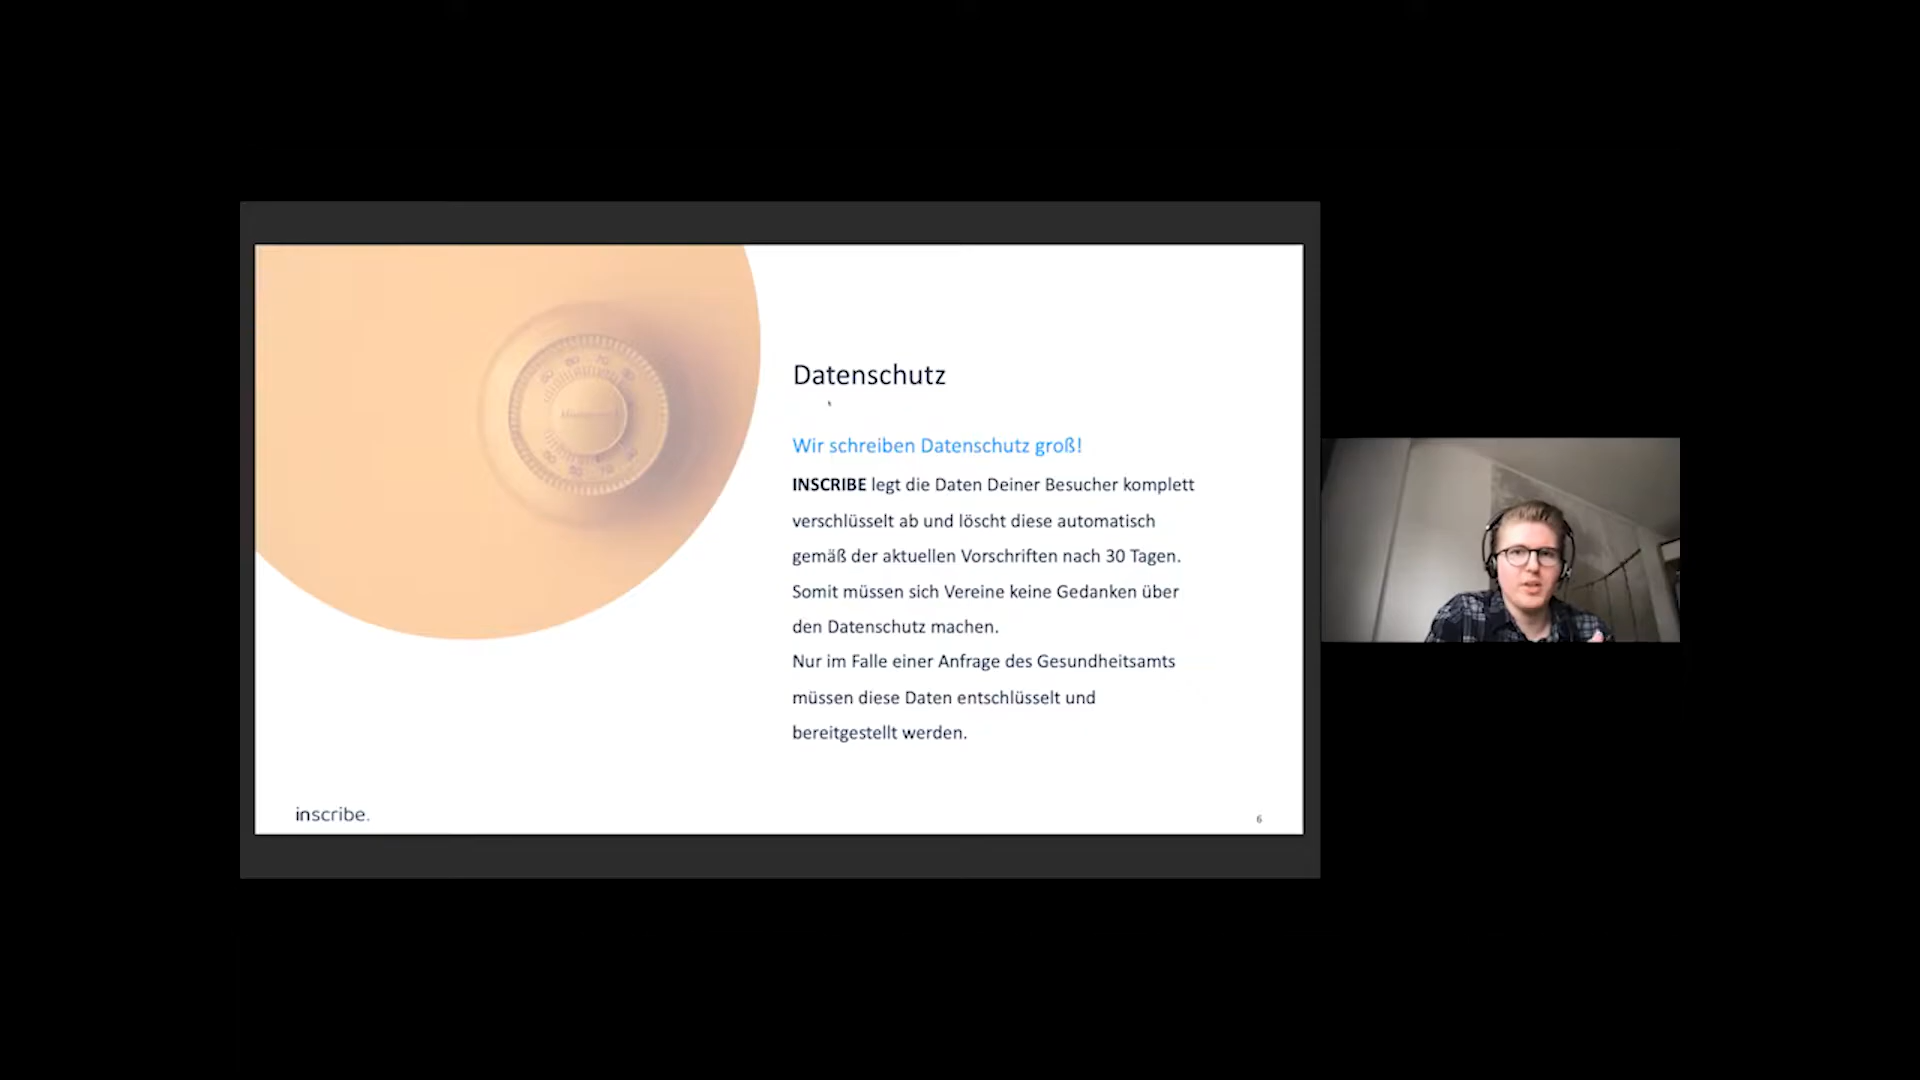 Datenschutz
Wir schreiben Datenschutz groß!
INSCRIBE legt die Daten Deiner Besucher komplett
verschlüsselt ab und löscht diese automatisch
gemäß der aktuellen Vorschriften nach 30 Tagen.
Somit müssen sich Vereine keine Gedanken über
den Datenschutz machen.
Nur im Falle einer Anfrage des Gesundheitsamts
müssen diese Daten entschlüsselt und
bereitgestellt werden.
inscribe.
6